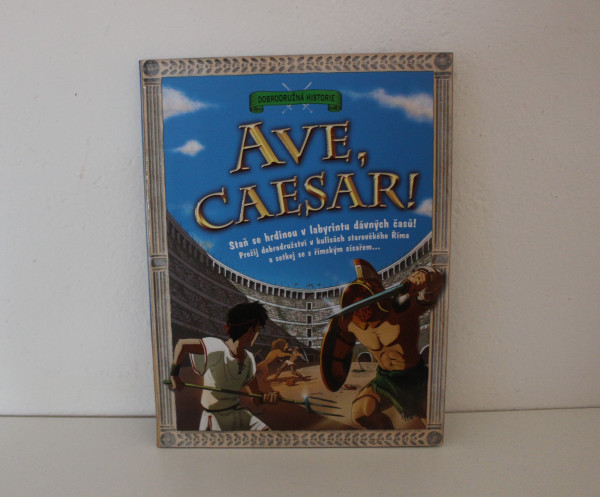 DOBRODRUŽNÁ HISTORIE
AVE,
CAESAR!
Staň se hrdinou v labyrintu dávných časů!
Prožij dobrodružství v kulisách starověkého Říma
a setkej se s římským císařem...